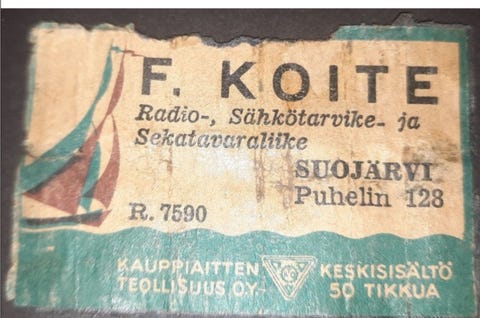 F. KOITE
Radio-, Sähkötarvike- ja
Sekatavaraliike
SUOJÄRVI
R. 7590 Puhelin 128
KAUPPIAITTEN KESKISISÄLTÖ
TEOLLISUUS OY- 50 TIKKUA